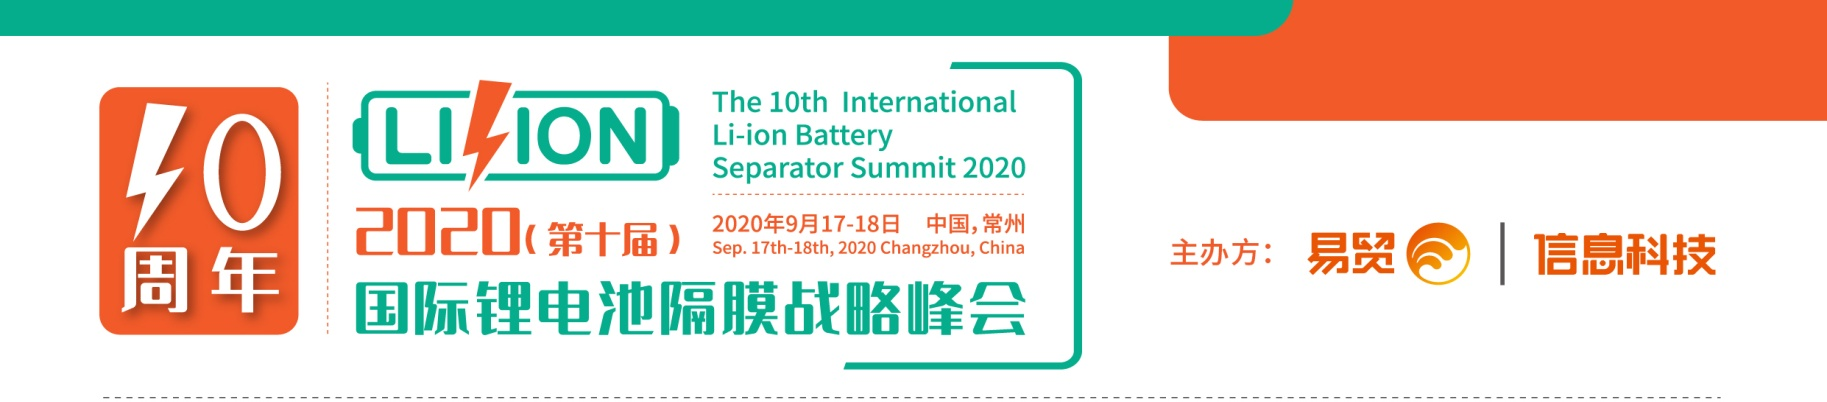 10
周年
LI-ION
The 10th International
Li-ion Battery
Separator Summit 2020
2020(第十届)
2020年9月17-18日 中国,常州
Sep. 17th-18th, 2020 Changzhou, China
国际锂电池隔膜战略峰会
主办方: 易贸 | 信息科技